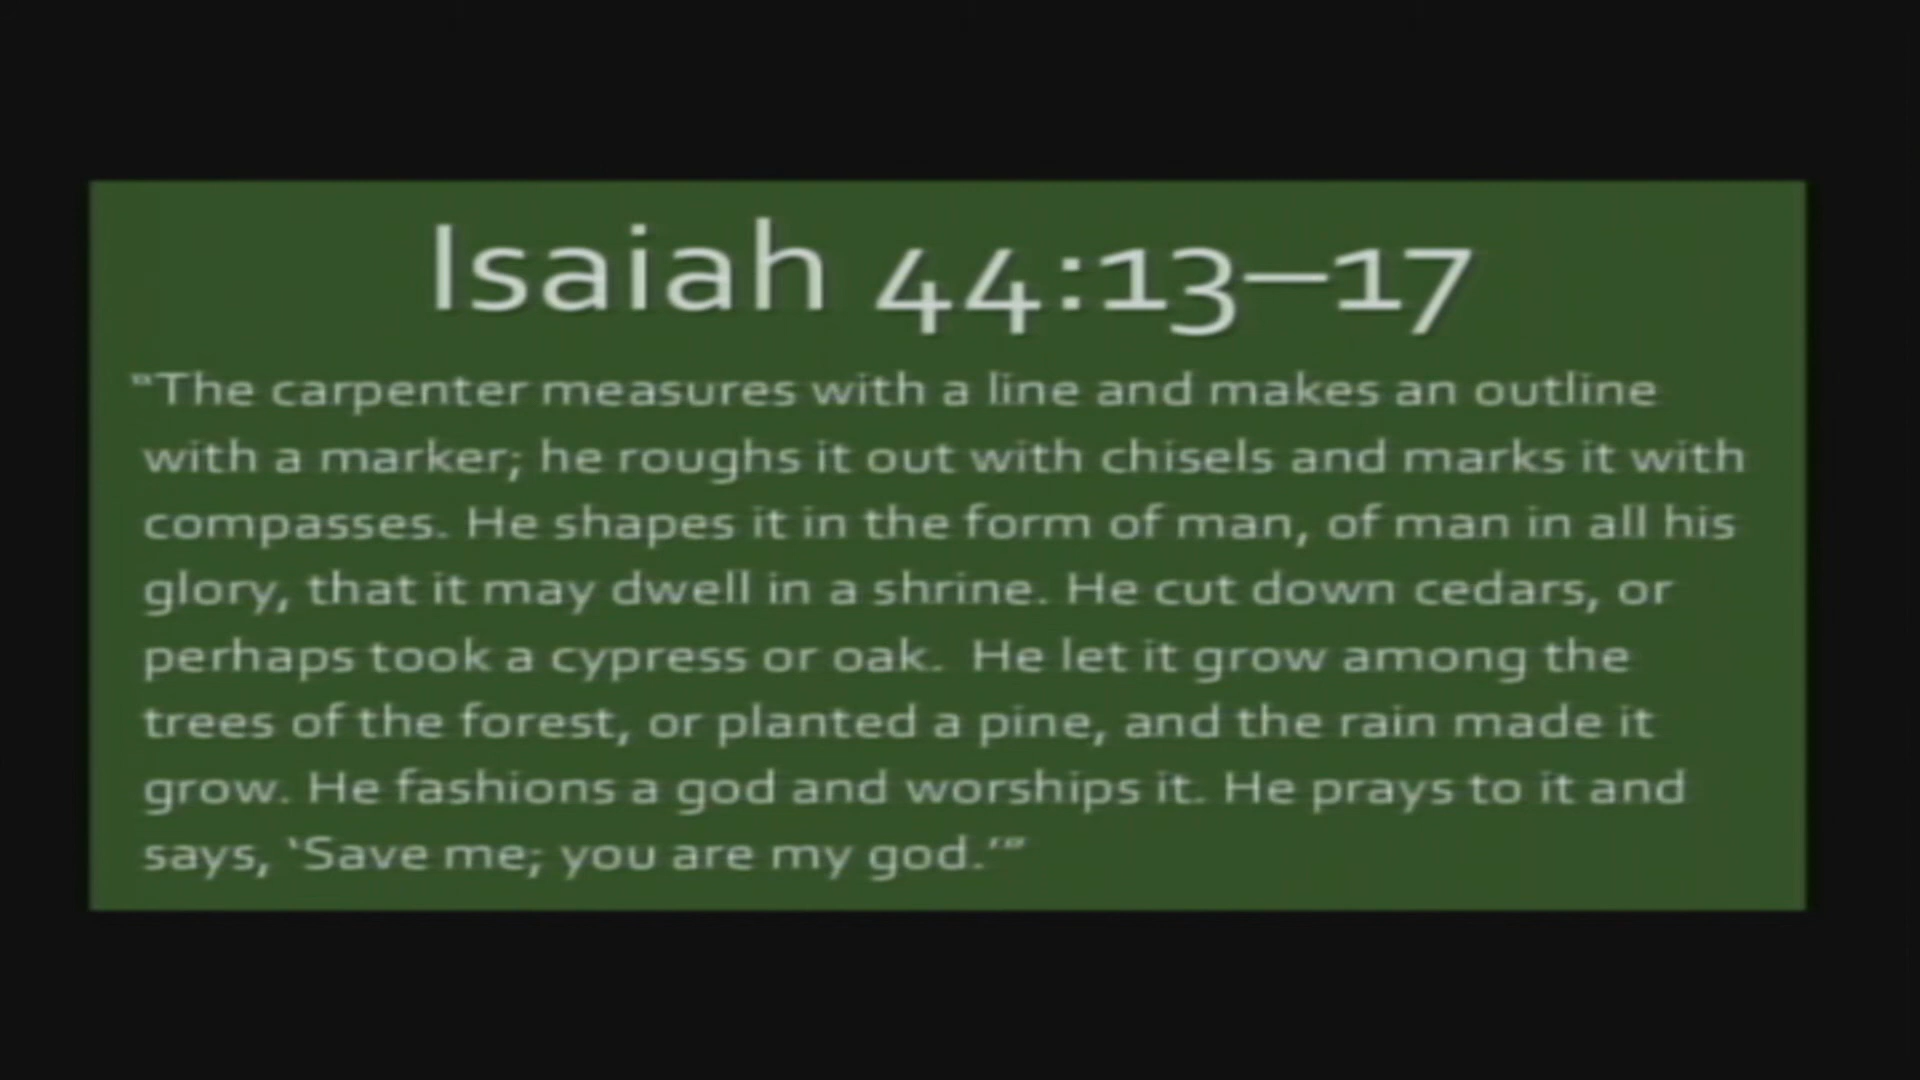 Isaiah 44:13–17
“The carpenter measures with a line and makes an outline
with a marker; he roughs it out with chisels and marks it with
compasses. He shapes it in the form of man, of man in all his
glory, that it may dwell in a shrine. He cut down cedars, or
perhaps took a cypress or oak.  He let it grow among the
trees of the forest, or planted a pine, and the rain made it
grow. He fashions a god and worships it. He prays to it and
says, ‘Save me; you are my god.’”